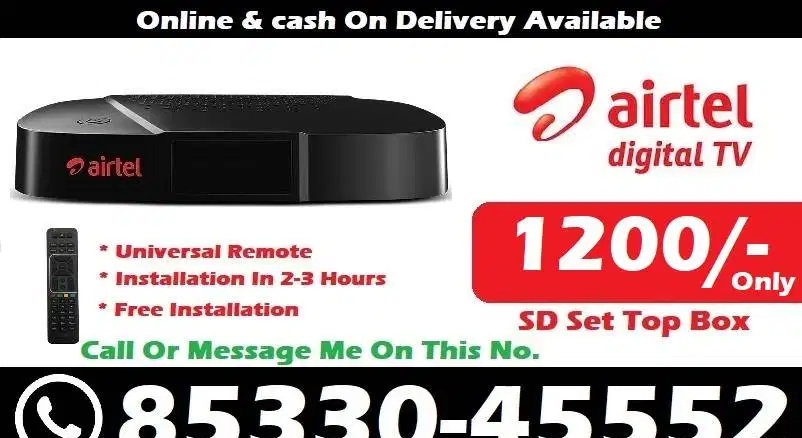 Online & cash On Delivery Available
airtel
airtel
digital TV
1200/-
Only
* Universal Remote
* Installation In 2-3 Hours
* Free Installation
SD Set Top Box
Call Or Message Me On This No.
85330-45552